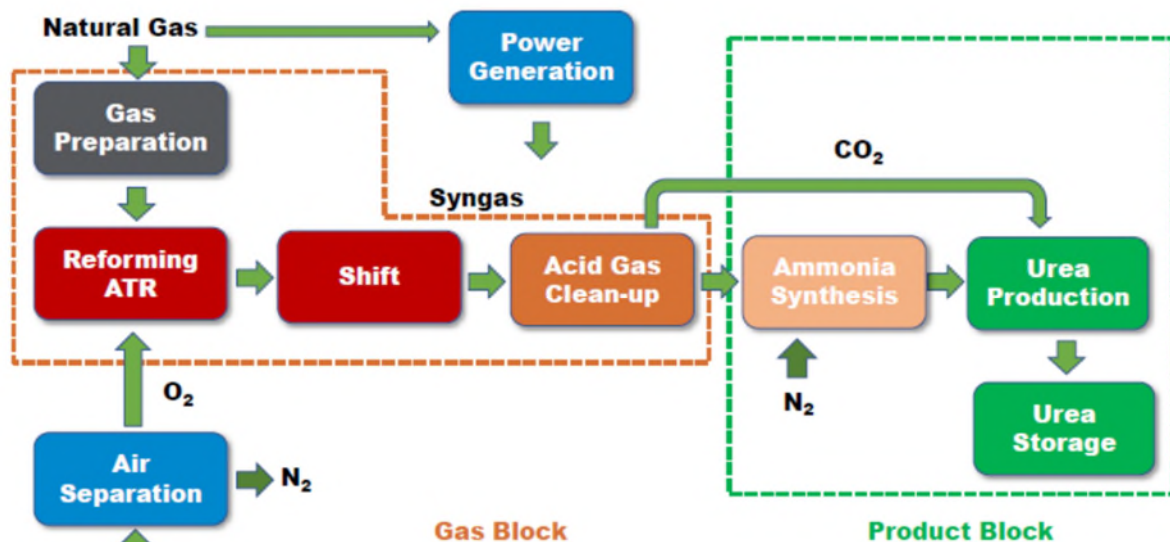 Natural Gas
Power
Generation
Gas
Preparation
CO₂
Syngas
Reforming
ATR
Shift
Acid Gas
Clean-up
Ammonia
Synthesis
Urea
Production
O₂
N₂
Urea
Storage
Air
Separation
N₂
Gas Block
Product Block